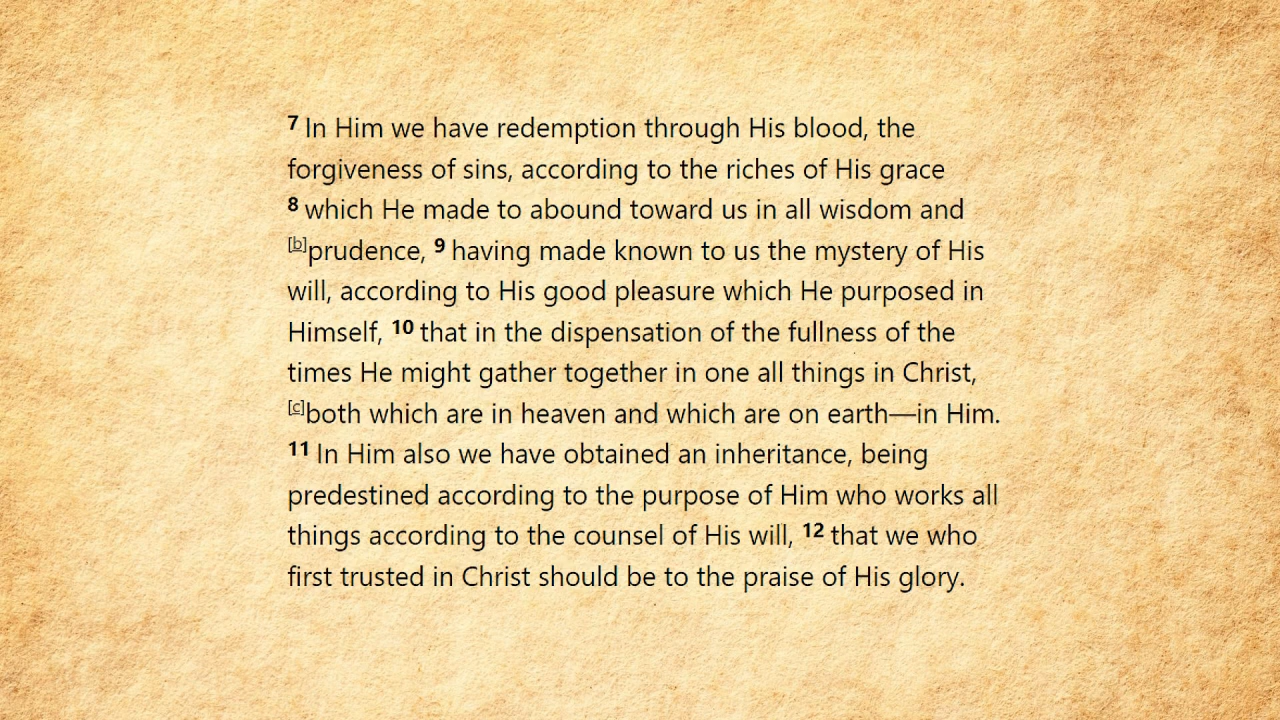 7 In Him we have redemption through His blood, the
forgiveness of sins, according to the riches of His grace
8 which He made to abound toward us in all wisdom and
[b]prudence, 9 having made known to us the mystery of His
will, according to His good pleasure which He purposed in
Himself, 10 that in the dispensation of the fullness of the
times He might gather together in one all things in Christ,
[c]both which are in heaven and which are on earth—in Him.
11 In Him also we have obtained an inheritance, being
predestined according to the purpose of Him who works all
things according to the counsel of His will, 12 that we who
first trusted in Christ should be to the praise of His glory.